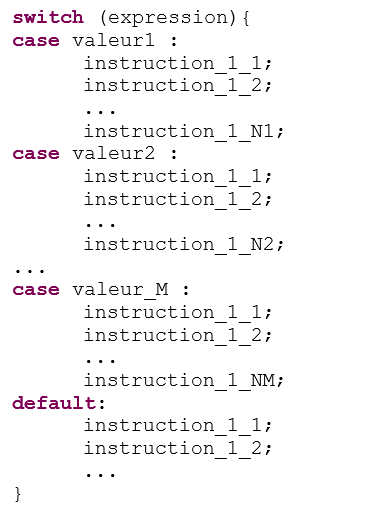 switch (expression){
case valeur1 :
instruction_1_1;
instruction_1_2;
...
instruction_1_N1;
case valeur2 :
instruction_1_1;
instruction_1_2;
...
instruction_1_N2;
...
case valeur_M :
instruction_1_1;
instruction_1_2;
...
instruction_1_NM;
default:
instruction_1_1;
instruction_1_2;
...
}